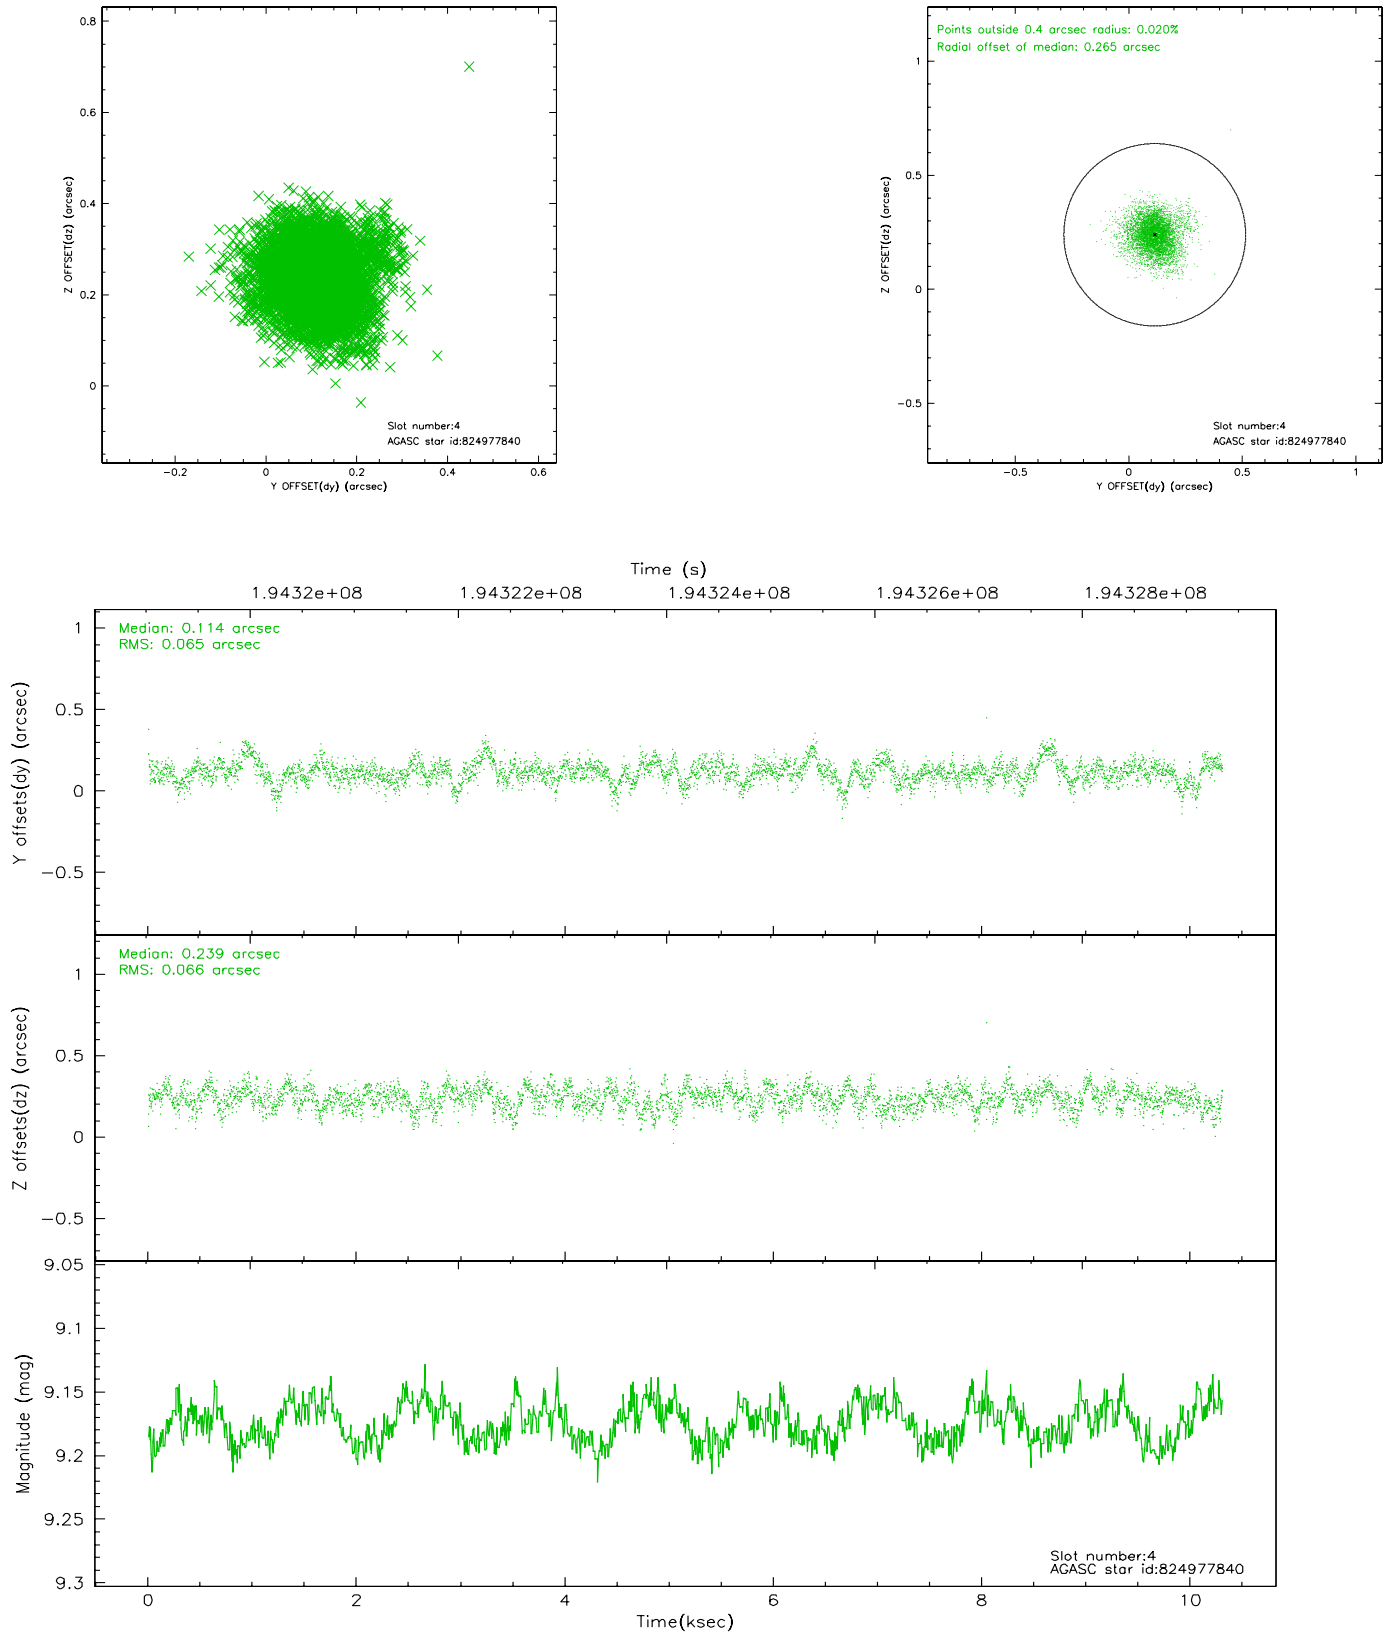 0.8
0.6
0.4
0.2
0
Z OFFSET(dz) (arcsec)
Slot number:4
AGASC star id:824977840
−0.2 0 0.2 0.4 0.6
Y OFFSET(dy) (arcsec)
Points outside 0.4 arcsec radius: 0.020%
Radial offset of median: 0.265 arcsec
1
0.5
0
−0.5
Z OFFSET(dz) (arcsec)
Slot number:4
AGASC star id:824977840
−0.5 0 0.5 1
Y OFFSET(dy) (arcsec)
Time (s)
1.9432e+08 1.94322e+08 1.94324e+08 1.94326e+08 1.94328e+08
Median: 0.114 arcsec
RMS: 0.065 arcsec
1
0.5
0
−0.5
Y offsets(dy) (arcsec)
Median: 0.239 arcsec
RMS: 0.066 arcsec
1
0.5
0
−0.5
Z offsets(dz) (arcsec)
9.05
9.1
9.15
9.2
9.25
9.3
Magnitude (mag)
Slot number:4
AGASC star id:824977840
0 2 4 6 8 10
Time(ksec)